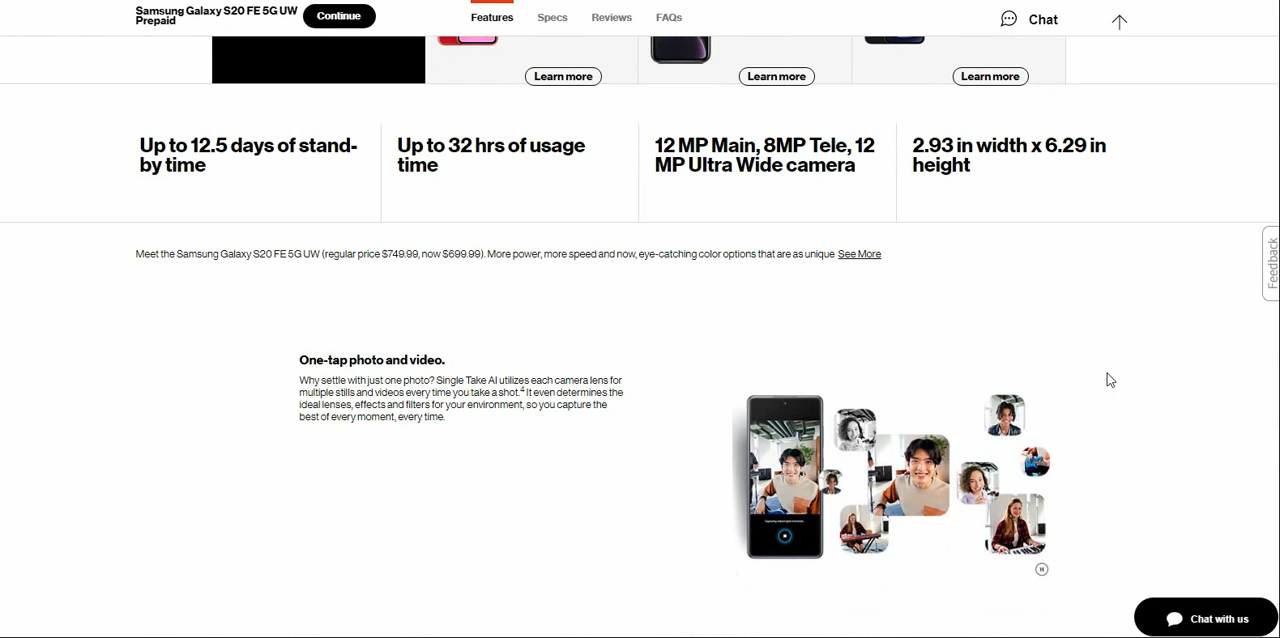 Samsung Galaxy S20 FE 5G UW
Prepaid
Continue
Features
Specs
Reviews
FAQs
Chat
Learn more
Learn more
Learn more
Up to 12.5 days of stand-
by time
Up to 32 hrs of usage
time
12 MP Main, 8MP Tele, 12
MP Ultra Wide camera
2.93 in width x 6.29 in
height
Meet the Samsung Galaxy S20 FE 5G UW (regular price $749.99, now $699.99). More power, more speed and now, eye-catching color options that are as unique See More
Feedback
One-tap photo and video.
Why settle with just one photo? Single Take AI utilizes each camera lens for
multiple stills and videos every time you take a shot.4 It even determines the
ideal lenses, effects and filters for your environment, so you capture the
best of every moment, every time.
Capturing meaningful moments...
Chat with us